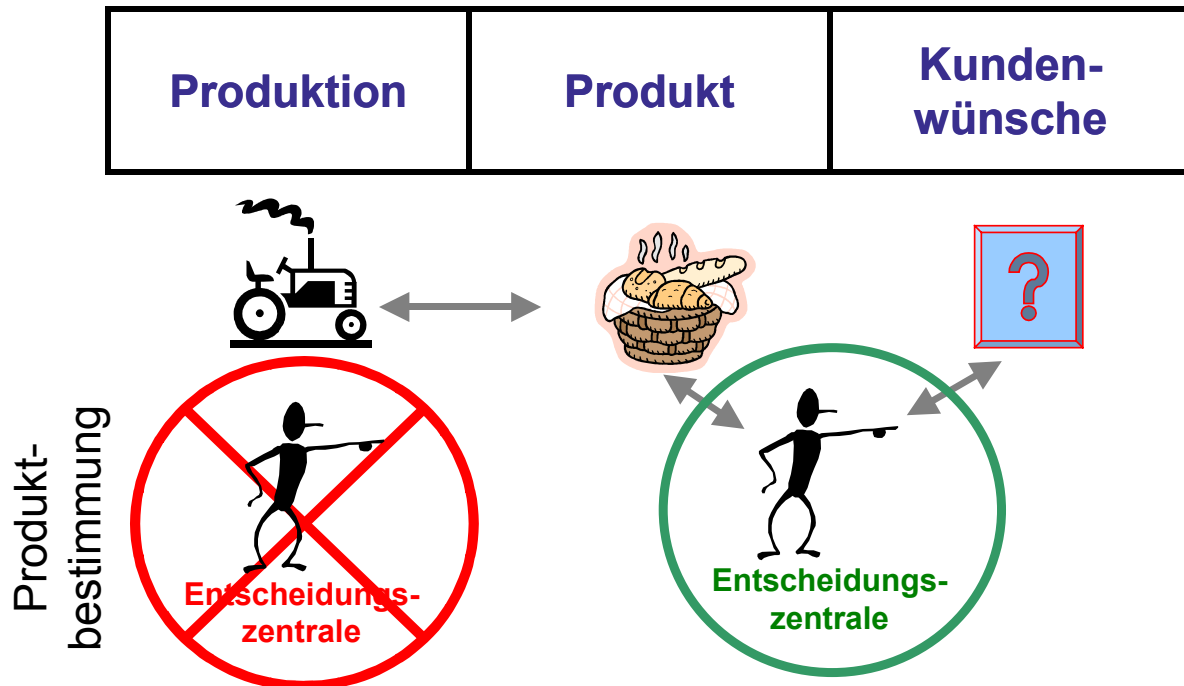 Produktion
Produkt
Kunden-
wünsche
?
Produkt-
bestimmung
Entscheidungs-
zentrale
Entscheidungs-
zentrale